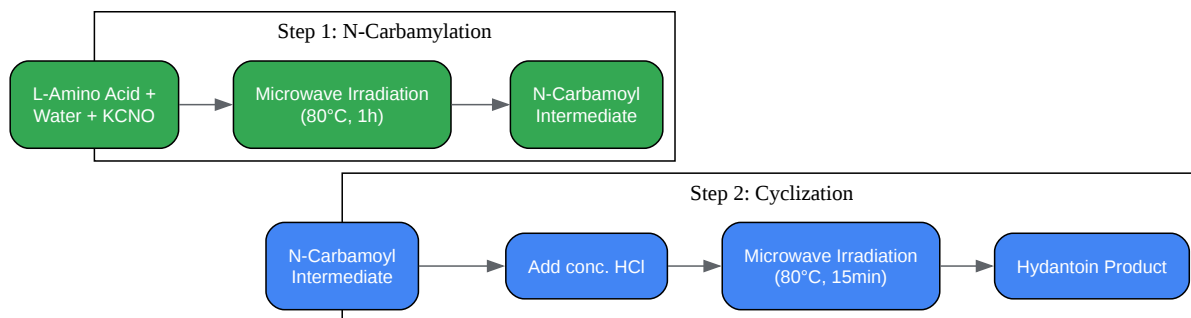 Step 1: N-Carbamylation
L-Amino Acid +
Water + KCNO
Microwave Irradiation
(80°C, 1h)
N-Carbamoyl
Intermediate
Step 2: Cyclization
N-Carbamoyl
Intermediate
Add conc. HCl
Microwave Irradiation
(80°C, 15min)
Hydantoin Product